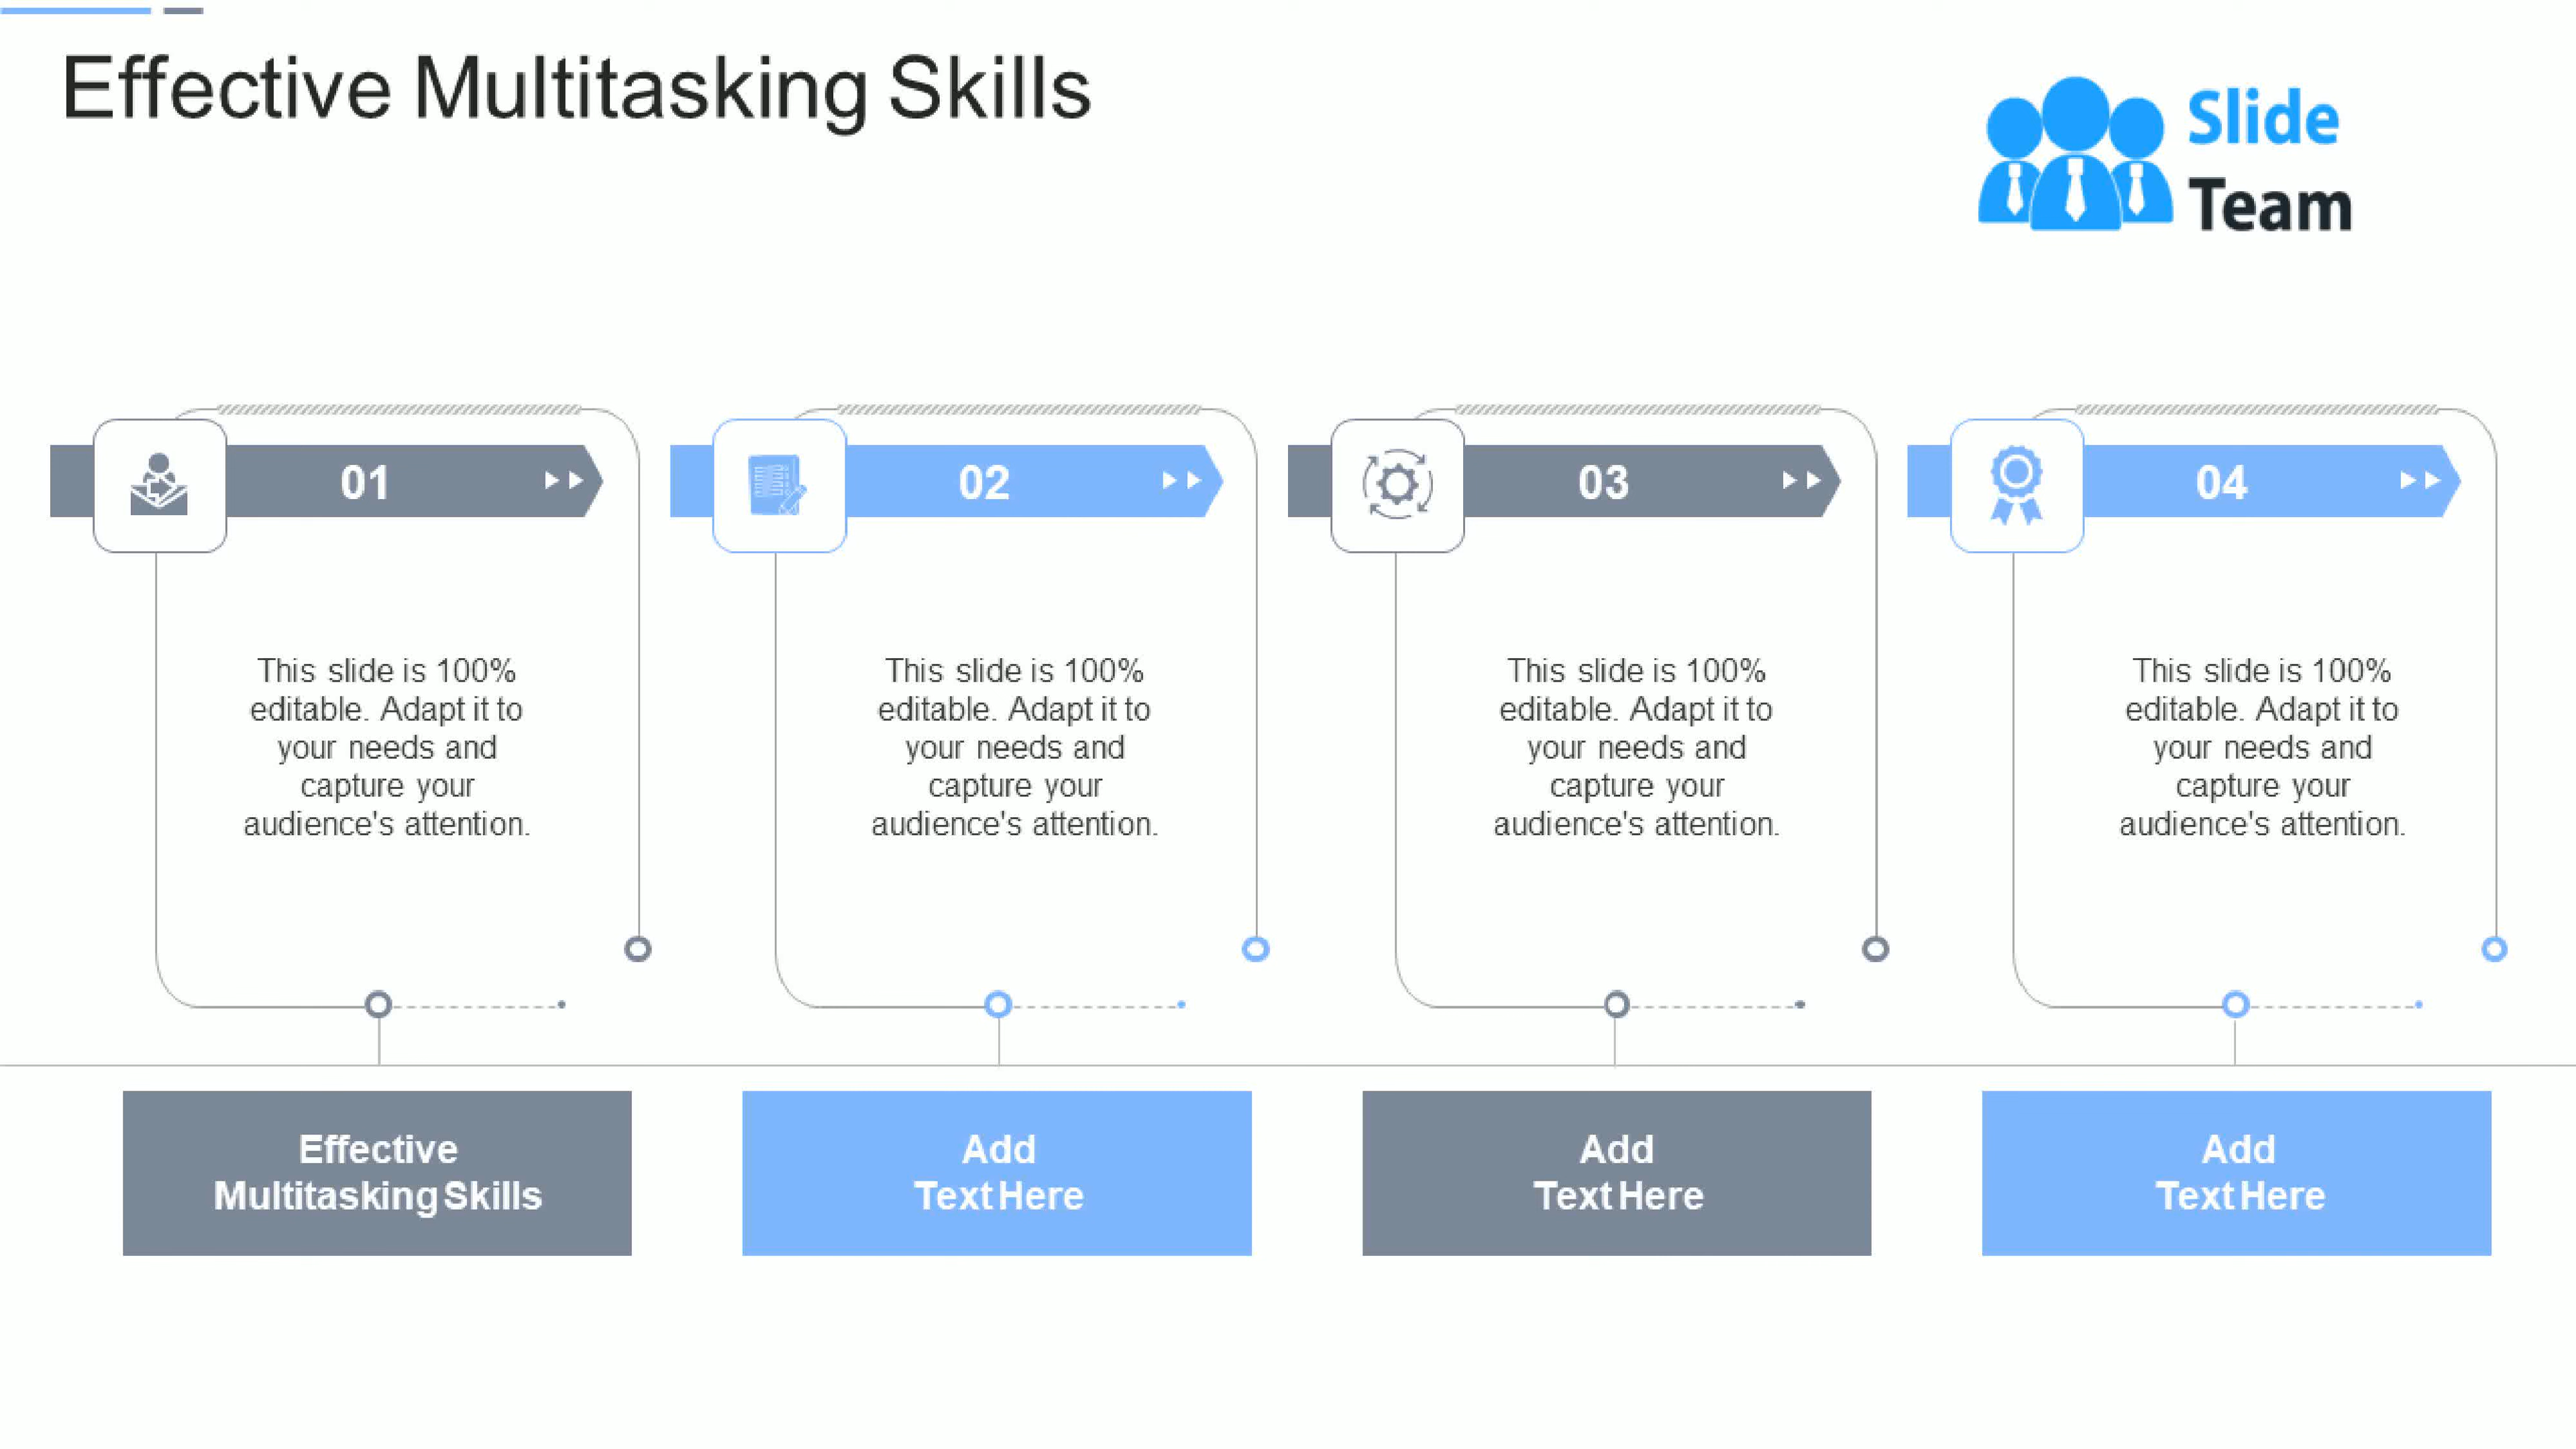 Effective Multitasking Skills
Slide
Team
01
This slide is 100%
editable. Adapt it to
your needs and
capture your
audience's attention.
Effective
Multitasking Skills
02
This slide is 100%
editable. Adapt it to
your needs and
capture your
audience's attention.
Add
Text Here
03
This slide is 100%
editable. Adapt it to
your needs and
capture your
audience's attention.
Add
Text Here
04
This slide is 100%
editable. Adapt it to
your needs and
capture your
audience's attention.
Add
Text Here